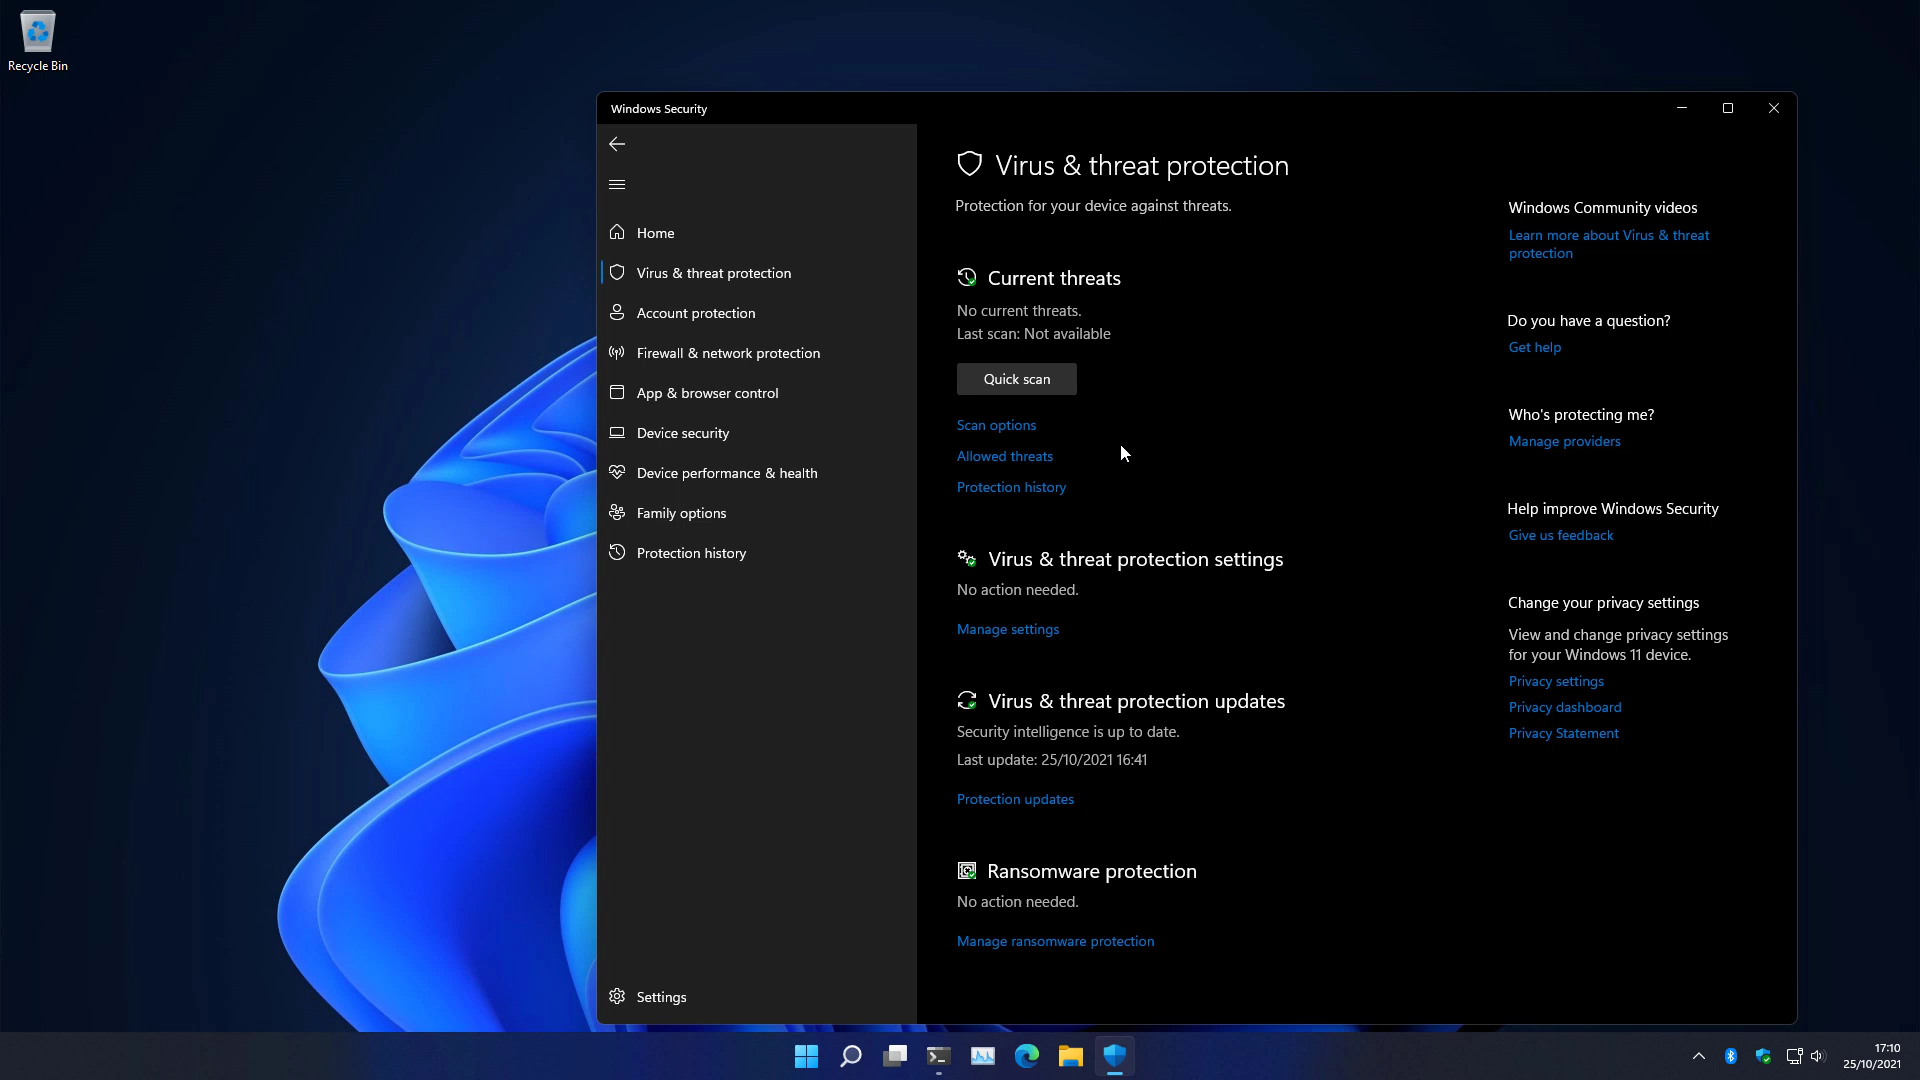 Recycle Bin
Windows Security
Home
Virus & threat protection
Account protection
Firewall & network protection
App & browser control
Device security
Device performance & health
Family options
Protection history
Settings
Virus & threat protection
Protection for your device against threats.
Current threats
No current threats.
Last scan: Not available
Quick scan
Scan options
Allowed threats
Protection history
Virus & threat protection settings
No action needed.
Manage settings
Virus & threat protection updates
Security intelligence is up to date.
Last update: 25/10/2021 16:41
Protection updates
Ransomware protection
No action needed.
Manage ransomware protection
Windows Community videos
Learn more about Virus & threat
protection
Do you have a question?
Get help
Who's protecting me?
Manage providers
Help improve Windows Security
Give us feedback
Change your privacy settings
View and change privacy settings
for your Windows 11 device.
Privacy settings
Privacy dashboard
Privacy Statement
17:10
25/10/2021